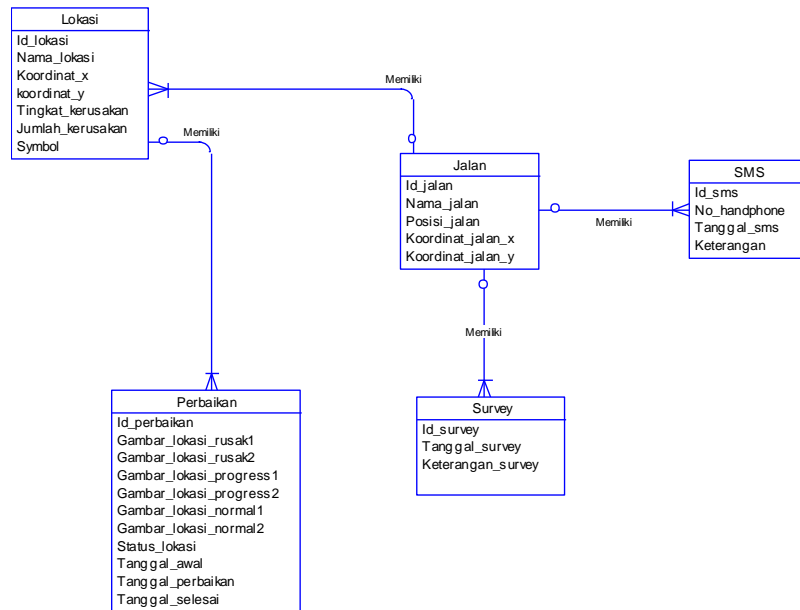 Lokasi
Id_lokasi
Nama_lokasi
Koordinat_x
koordinat_y
Tingkat_kerusakan
Jumlah_kerusakan
Symbol
Memiliki
Memiliki
Jalan
Id_jalan
Nama_jalan
Posisi_jalan
Koordinat_jalan_x
Koordinat_jalan_y
Memiliki
SMS
Id_sms
No_handphone
Tanggal_sms
Keterangan
Memiliki
Perbaikan
Id_perbaikan
Gambar_lokasi_rusak1
Gambar_lokasi_rusak2
Gambar_lokasi_progress1
Gambar_lokasi_progress2
Gambar_lokasi_normal1
Gambar_lokasi_normal2
Status_lokasi
Tanggal_awal
Tanggal_perbaikan
Tanggal_selesai
Survey
Id_survey
Tanggal_survey
Keterangan_survey